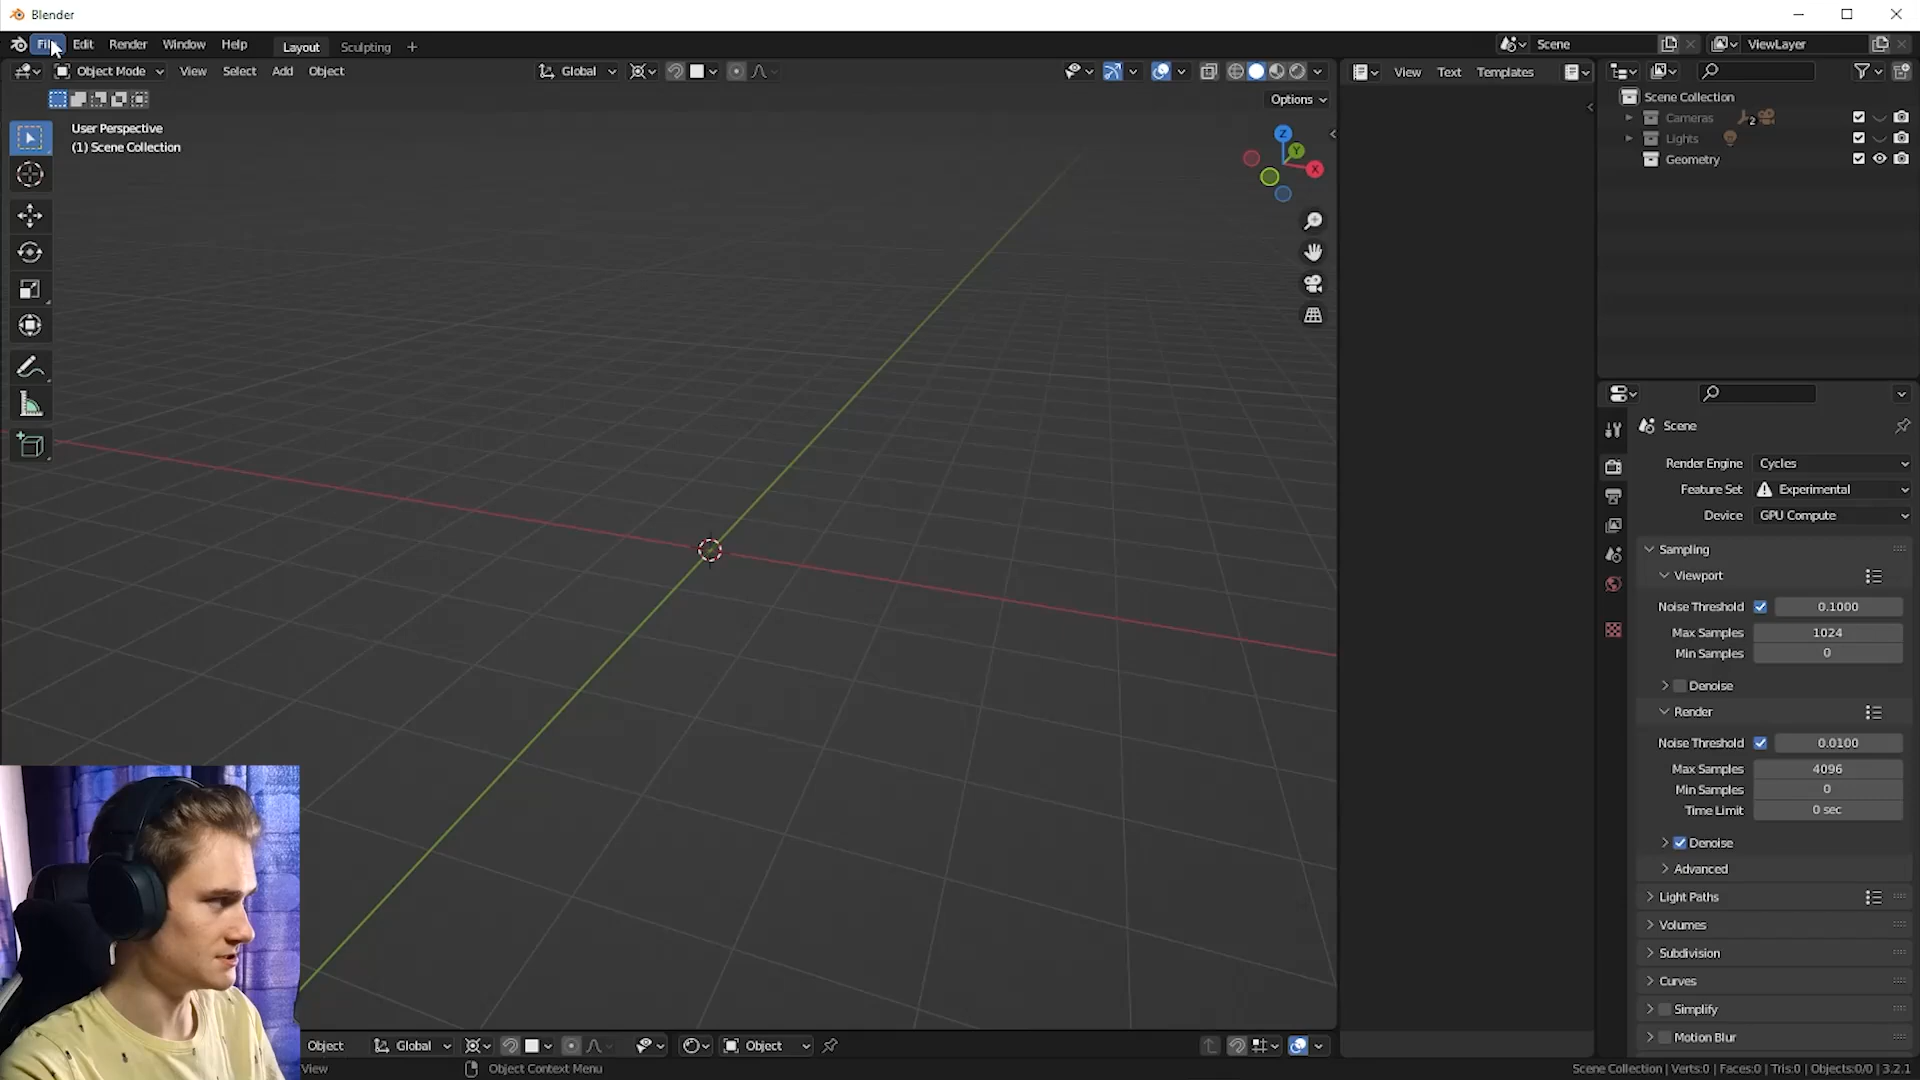 Blender
File Edit Render Window Help Layout Sculpting + Scene ViewLayer
Object Mode View Select Add Object Global View Text Templates
Options
User Perspective
(1) Scene Collection
Z
Y
X
Scene Collection
Cameras 2
Lights
Geometry
Scene
Render Engine Cycles
Feature Set Experimental
Device GPU Compute
Sampling
Viewport
Noise Threshold 0.1000
Max Samples 1024
Min Samples 0
Denoise
Render
Noise Threshold 0.0100
Max Samples 4096
Min Samples 0
Time Limit 0 sec
Denoise
Advanced
Light Paths
Volumes
Subdivision
Curves
Simplify
Motion Blur
Object Global Object
View Object Context Menu Scene Collection | Verts:0 | Faces:0 | Tris:0 | Objects:0/0 | 3.2.1